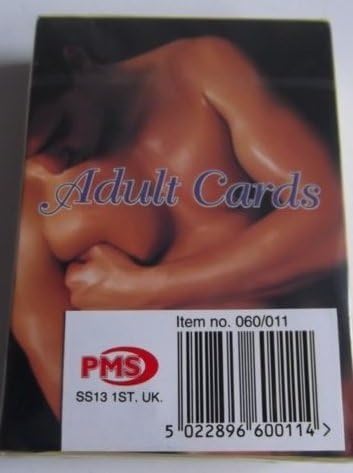 Adult Cards
Item no. 060/011
PMS
SS13 1ST. UK.
5 022896 600114 >